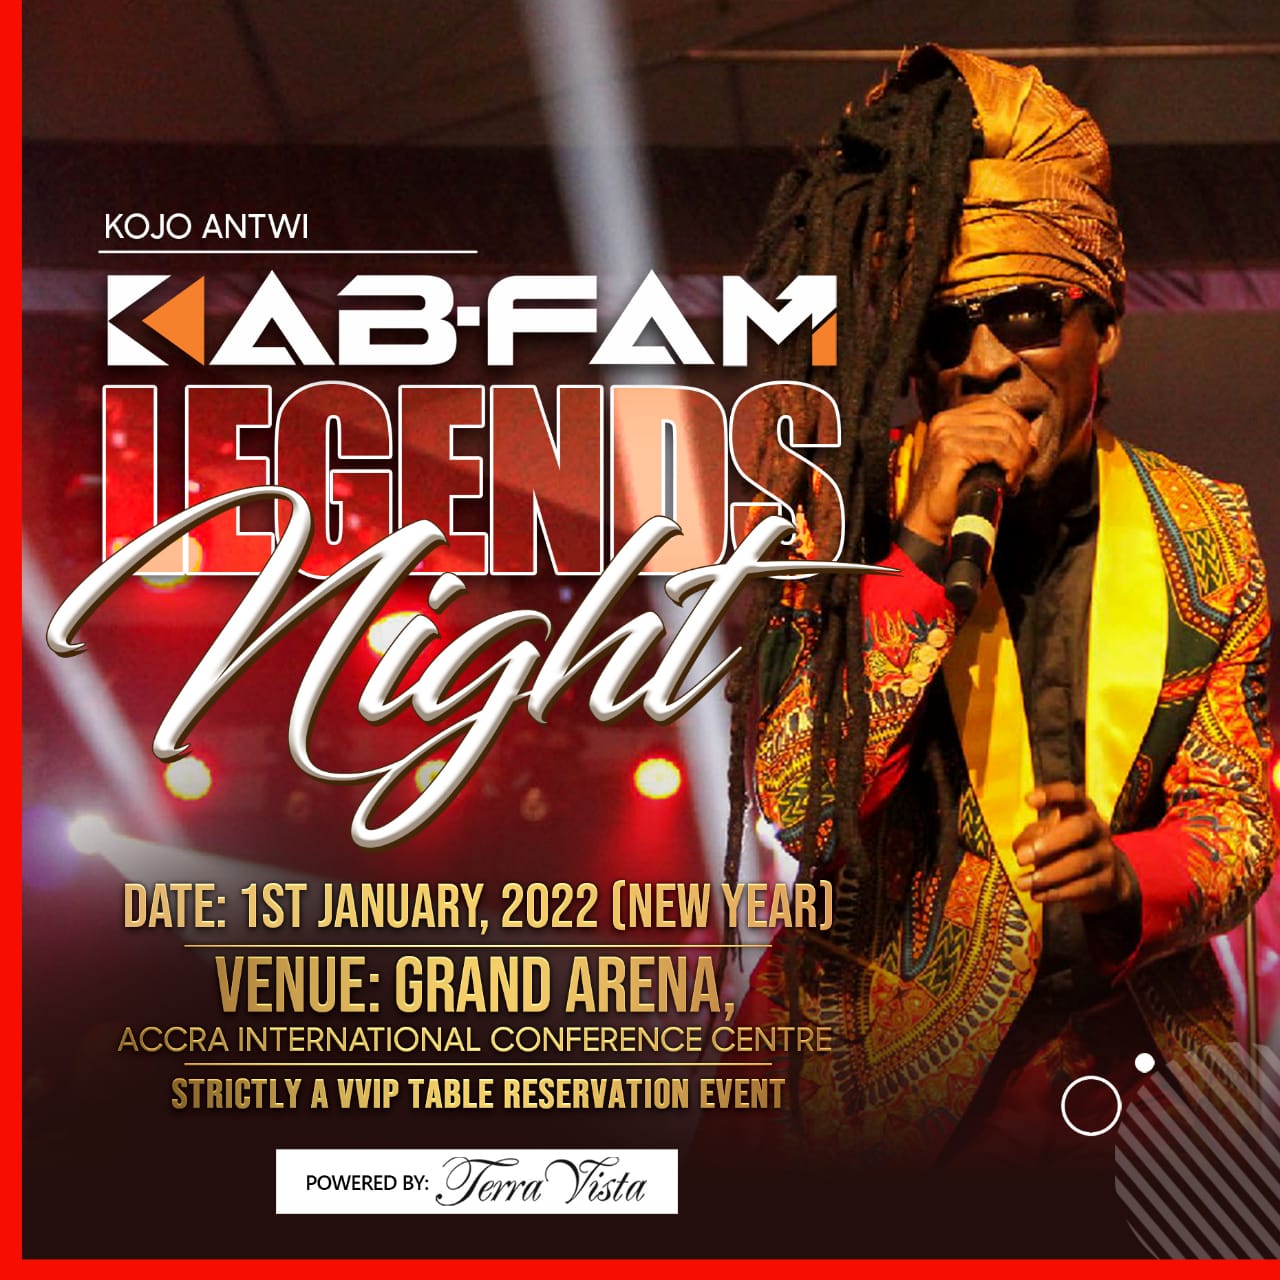 KOJO ANTWI
KAB-FAM
LEGENDS
Night
DATE: 1ST JANUARY, 2022 (NEW YEAR)
VENUE: GRAND ARENA,
ACCRA INTERNATIONAL CONFERENCE CENTRE
STRICTLY A VVIP TABLE RESERVATION EVENT
POWERED BY: Terra Vista